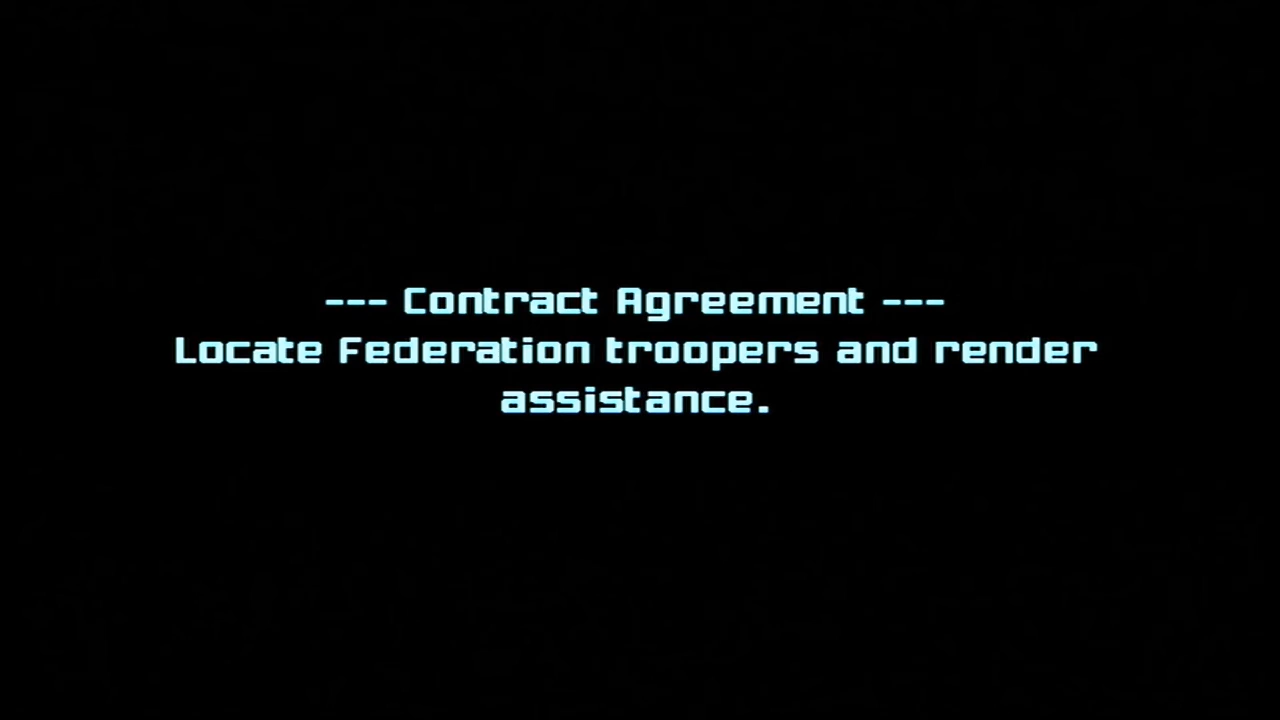 --- Contract Agreement ---
Locate Federation troopers and render
assistance.